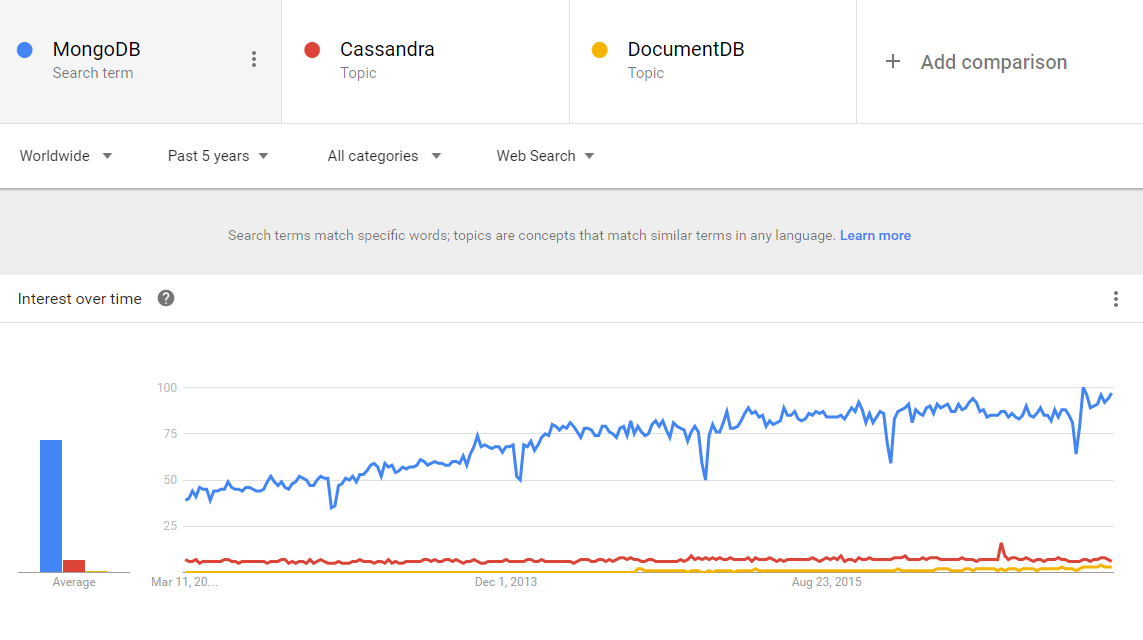 MongoDB
Search term
Cassandra
Topic
DocumentDB
Topic
+ Add comparison
Worldwide
Past 5 years
All categories
Web Search
Search terms match specific words; topics are concepts that match similar terms in any language. Learn more
Interest over time ?
100
75
50
25
Average
Mar 11, 20...
Dec 1, 2013
Aug 23, 2015